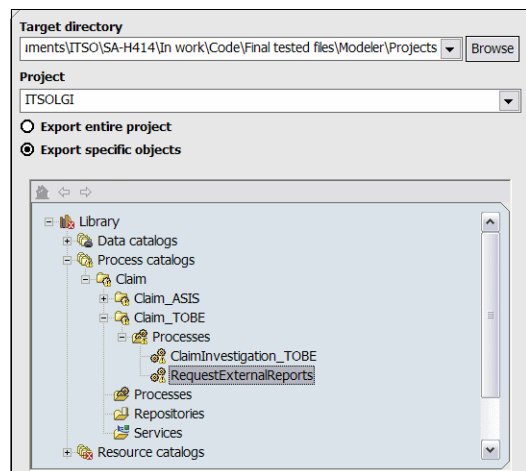 Target directory
ıments\ITSO\SA-H414\In work\Code\Final tested files\Modeler\Projects
Browse
Project
ITSOLGI
Export entire project
Export specific objects
Library
Data catalogs
Process catalogs
Claim
Claim_ASIS
Claim_TOBE
Processes
ClaimInvestigation_TOBE
RequestExternalReports
Processes
Repositories
Services
Resource catalogs